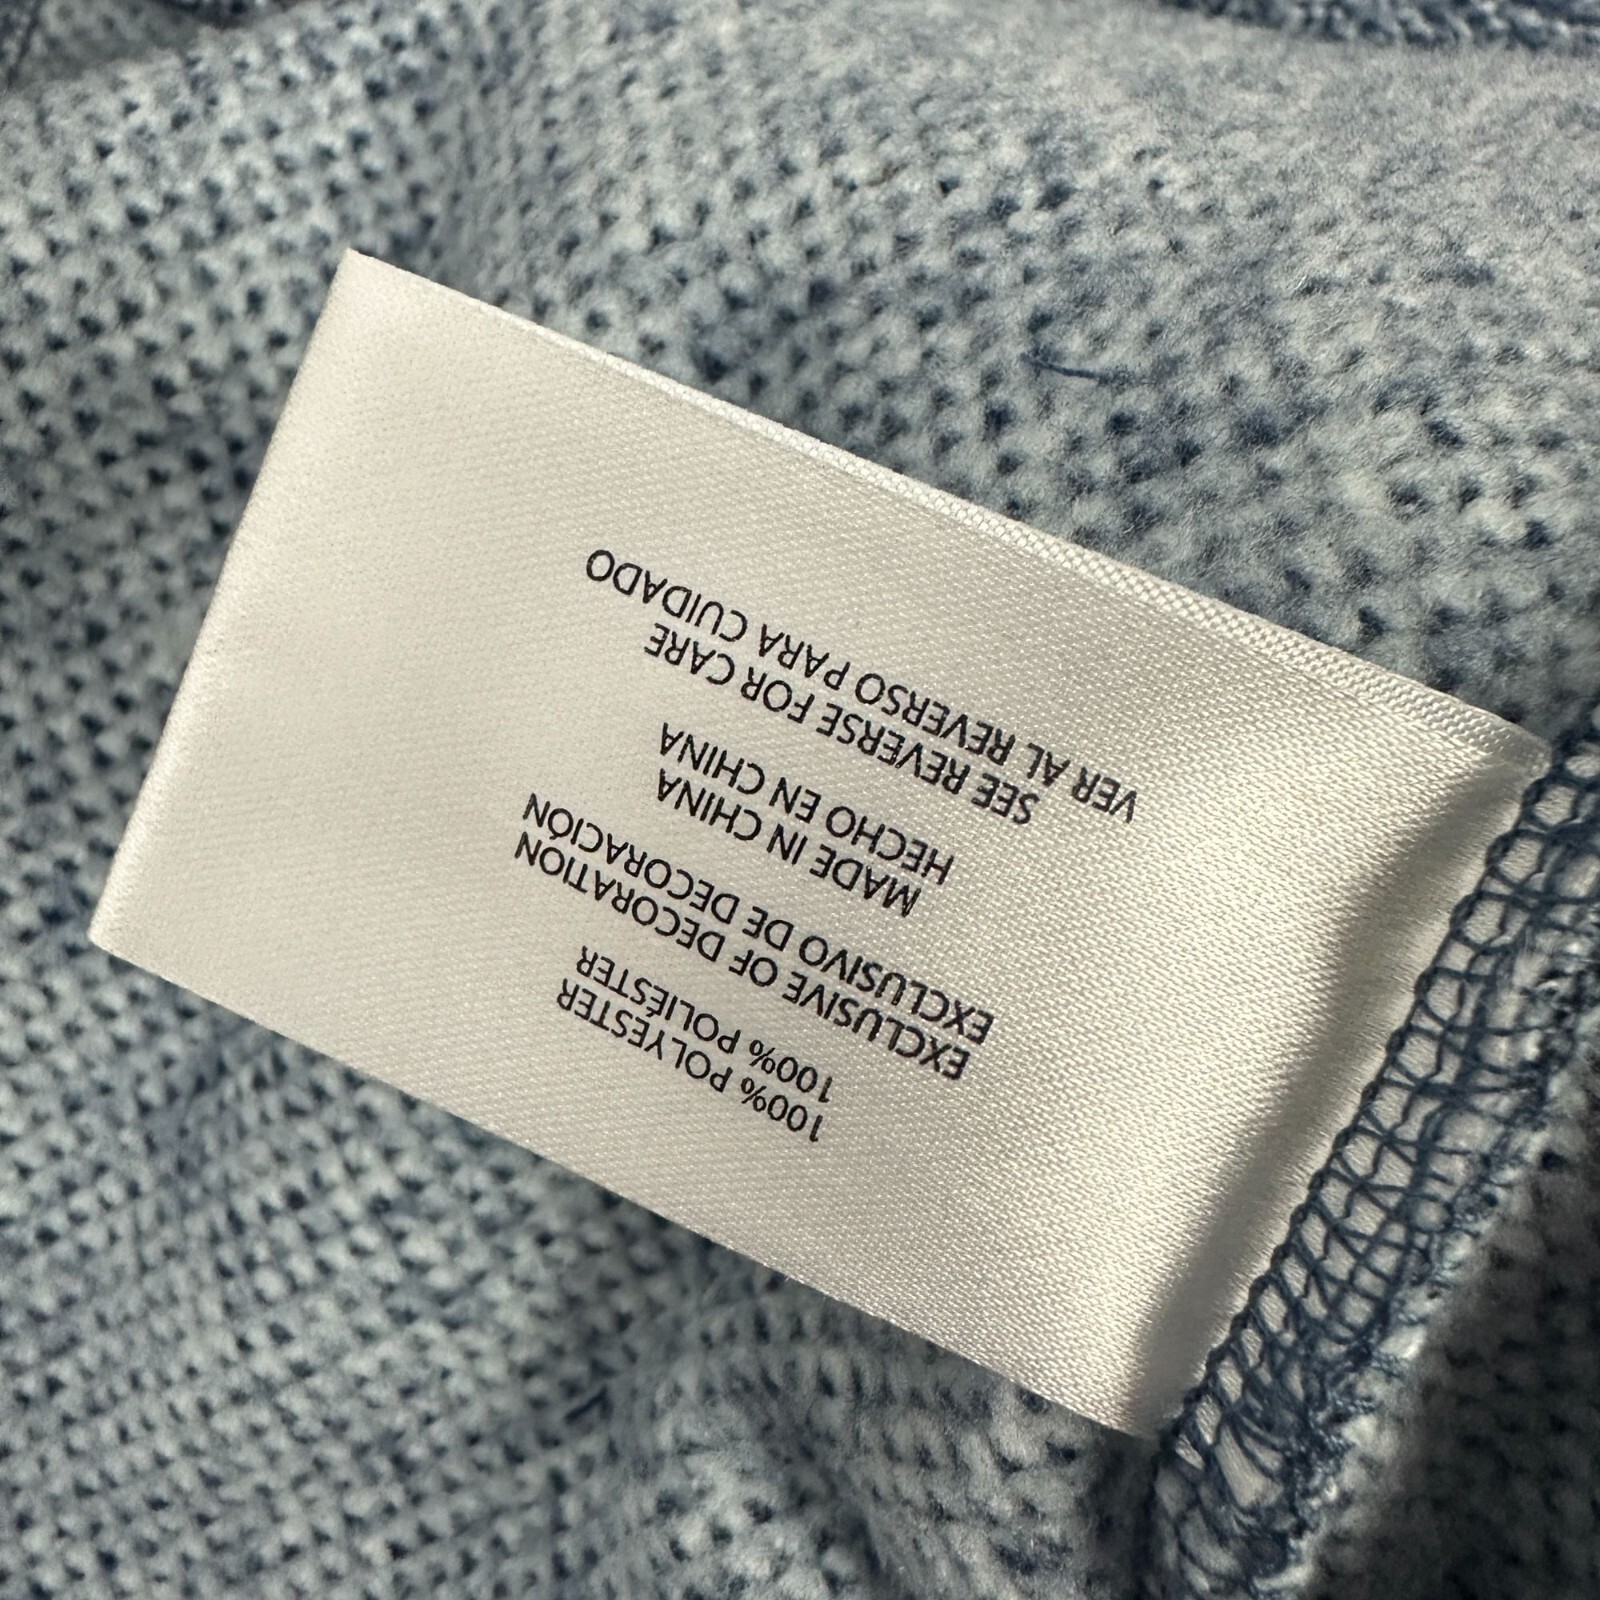 100% POLYESTER
100% POLIÉSTER
EXCLUSIVE OF DECORATION
EXCLUSIVO DE DECORACIÓN
MADE IN CHINA
HECHO EN CHINA
SEE REVERSE FOR CARE
VER AL REVERSO PARA CUIDADO